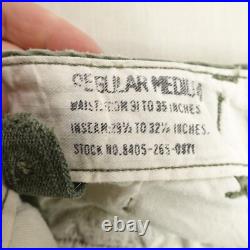 REGULAR MEDIUM
WAIST: FROM 31 TO 35 INCHES.
INSEAM: 29½ TO 32½ INCHES.
STOCK NO. 8405-265-